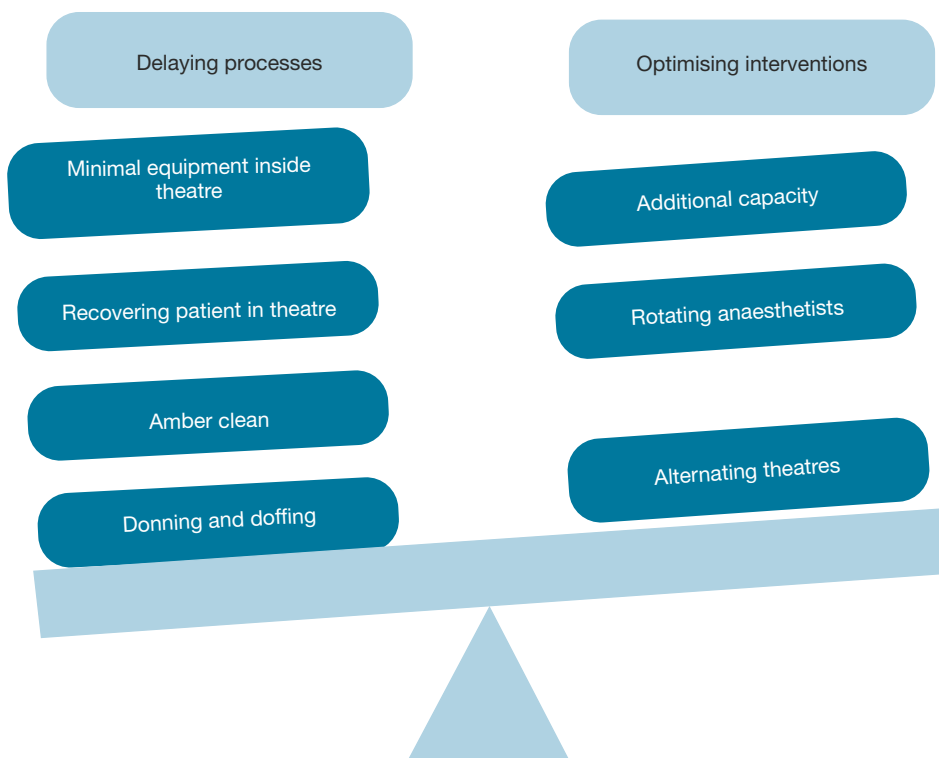 Delaying processes
Minimal equipment inside
theatre
Recovering patient in theatre
Amber clean
Donning and doffing
Optimising interventions
Additional capacity
Rotating anaesthetists
Alternating theatres